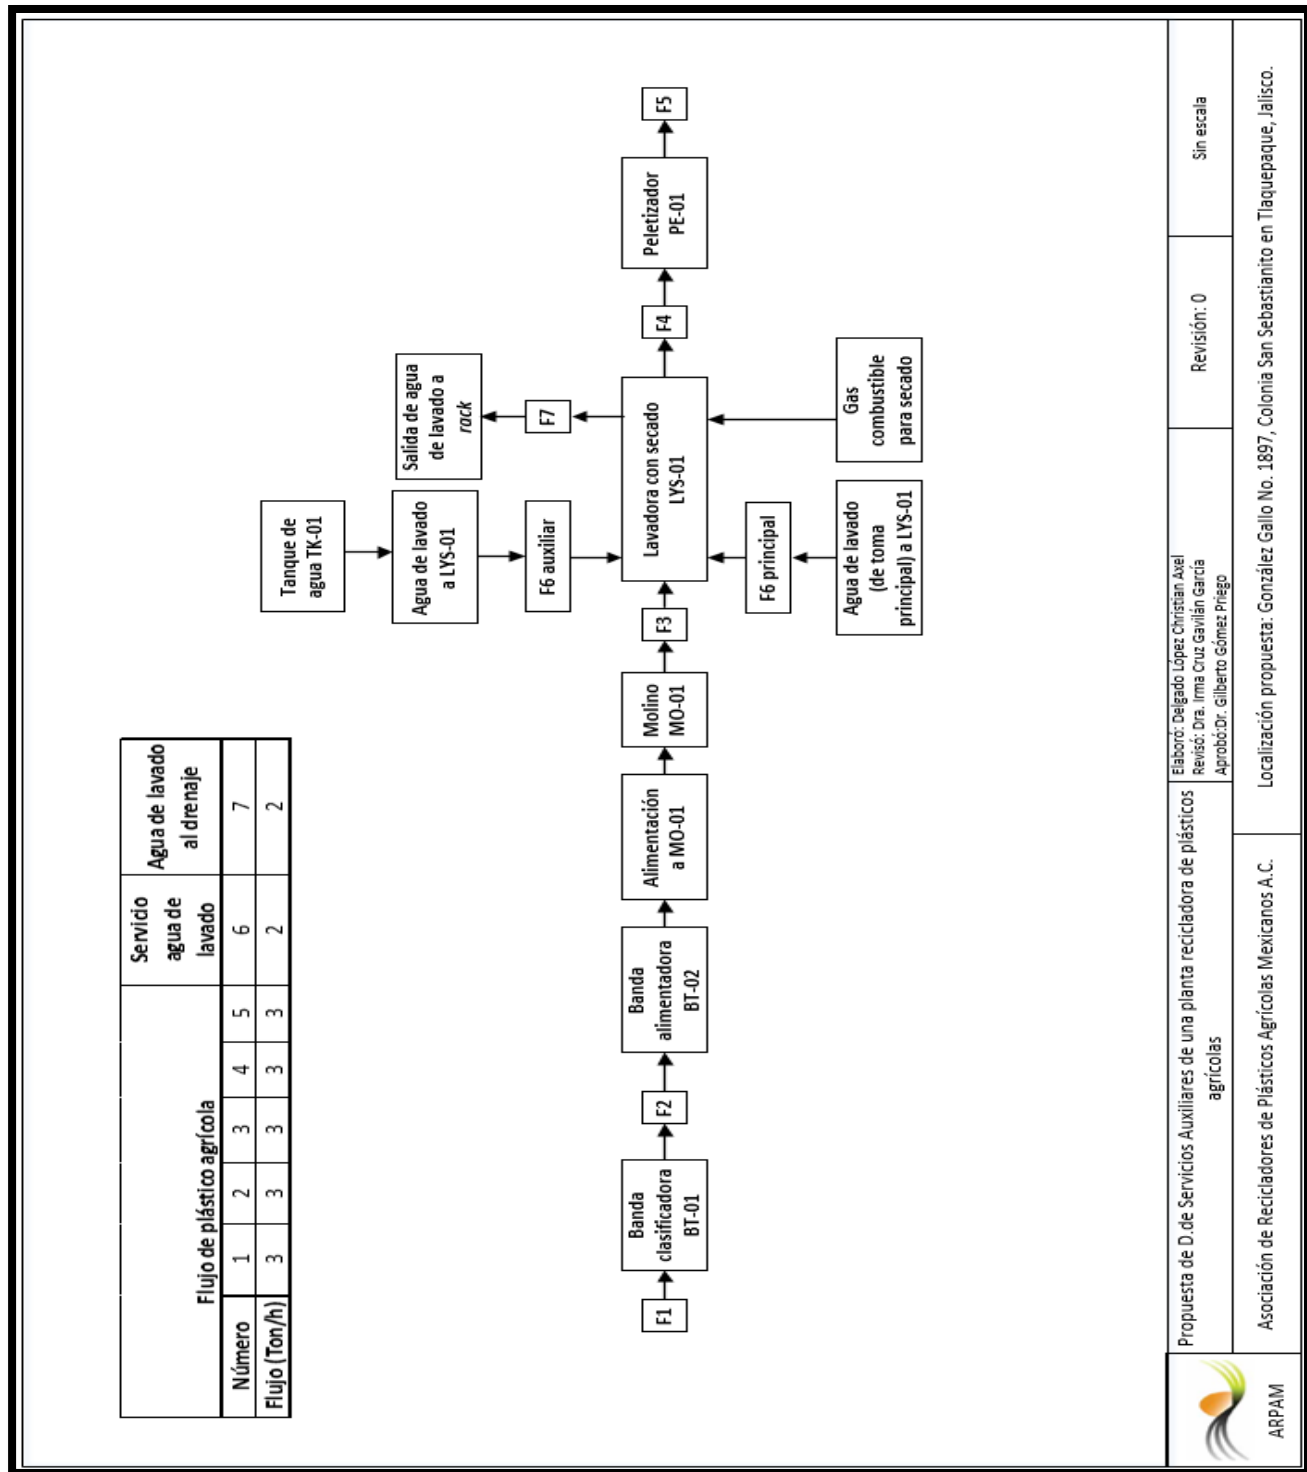 Flujo de plástico agrícola
Servicio
agua de
lavado
Agua de lavado
al drenaje
Número 1 2 3 4 5 6 7
Flujo (Ton/h) 3 3 3 3 3 2 2
Tanque de
agua TK-01
Agua de lavado
a LYS-01
F6 auxiliar
Salida de agua
de lavado a
rack
F7
F1
Banda
clasificadora
BT-01
F2
Banda
alimentadora
BT-02
Alimentación
a MO-01
Molino
MO-01
F3
Lavadora con secado
LYS-01
F4
Peletizador
PE-01
F5
F6 principal
Agua de lavado
(de toma
principal) a LYS-01
Gas
combustible
para secado
ARPAM
Propuesta de D.de Servicios Auxiliares de una planta recicladora de plásticos
agrícolas
Elaboró: Delgado López Christian Axel
Revisó: Dra. Irma Cruz Gavilán García
Aprobó:Dr. Gilberto Gómez Priego
Revisión: 0
Sin escala
Asociación de Recicladores de Plásticos Agrícolas Mexicanos A.C.
Localización propuesta: González Gallo No. 1897, Colonia San Sebastianito en Tlaquepaque, Jalisco.